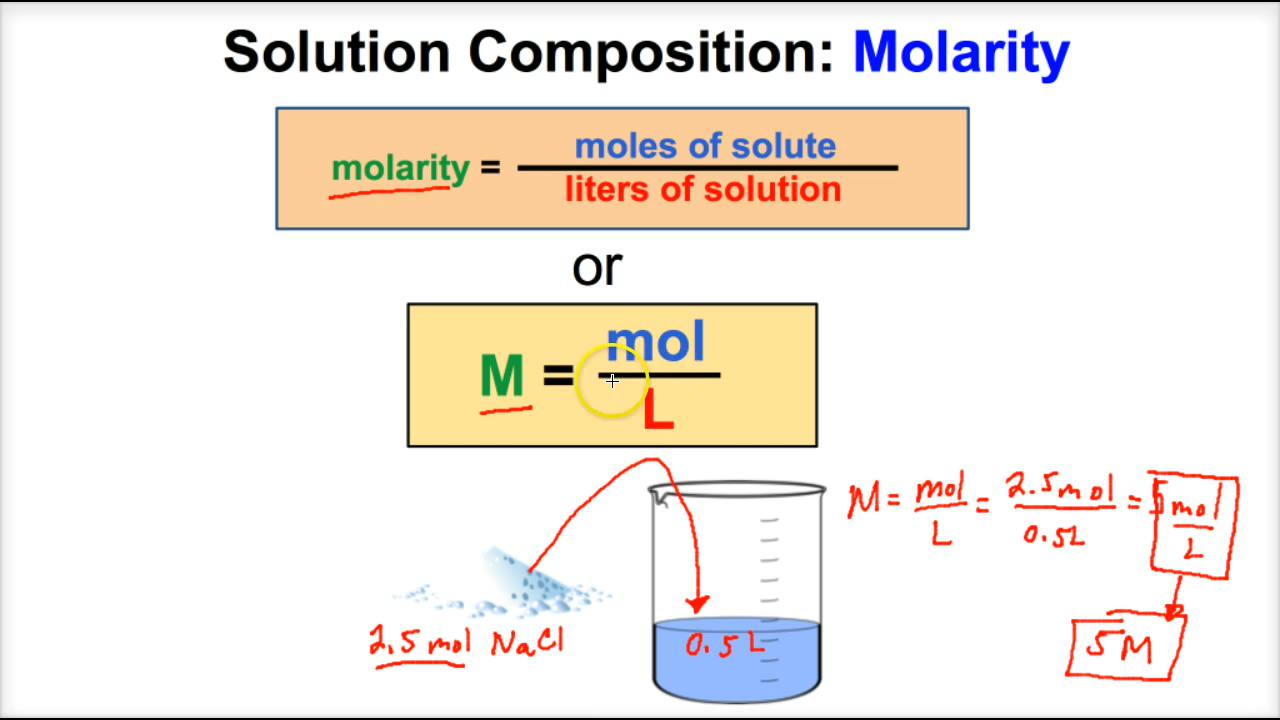 Solution Composition: Molarity
molarity = moles of solute
liters of solution
or
M = mol
L
M = mol = 2.5 mol = 5 mol
L 0.5L L
2.5 mol NaCl
0.5 L
5 M